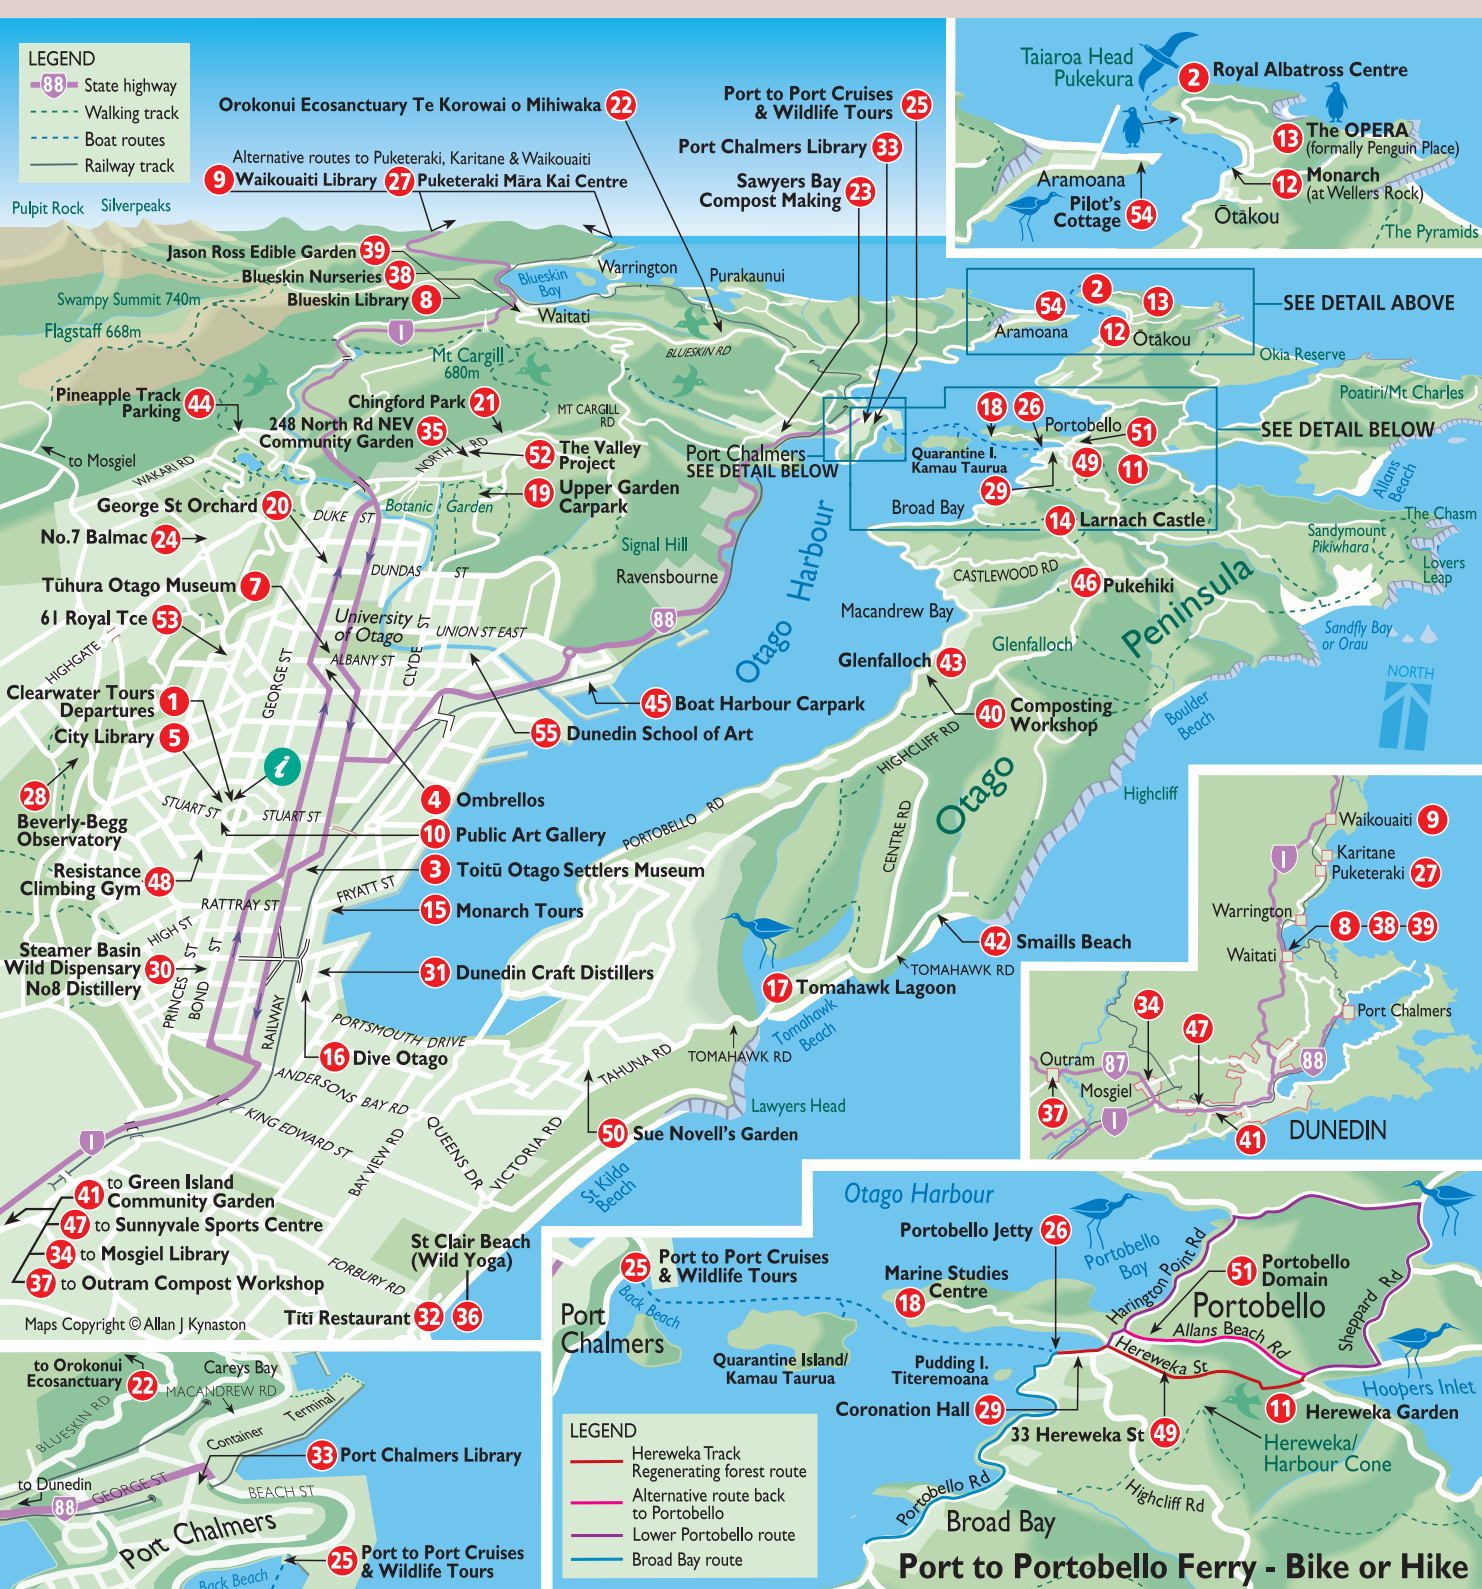 LEGEND
88 State highway
Walking track
Boat routes
Railway track
Orokonui Ecosanctuary Te Korowai o Mihiwaka 22
Port to Port Cruises
& Wildlife Tours 25
Port Chalmers Library 33
Sawyers Bay
Compost Making 23
Alternative routes to Puketeraki, Karitane & Waikouaiti
9 Waikouaiti Library 27 Puketeraki Māra Kai Centre
Pulpit Rock
Silverpeaks
Jason Ross Edible Garden 39
Blueskin Nurseries 38
Blueskin Library 8
Swampy Summit 740m
Flagstaff 668m
1
Blueskin
Bay
Warrington
Purakaunui
Waitati
BLUESKIN RD
Mt Cargill
680m
MT CARGILL
RD
Taiaroa Head
Pukekura
2 Royal Albatross Centre
13 The OPERA
(formally Penguin Place)
12 Monarch
(at Wellers Rock)
Aramoana
Pilot's
Cottage 54
Ōtākou
The Pyramids
54
2
13
Aramoana
12 Ōtākou
SEE DETAIL ABOVE
Okia Reserve
Poatiri/Mt Charles
SEE DETAIL BELOW
18
26
Portobello 51
Quarantine I.
Kamau Taurua
49
11
29
Broad Bay
14 Larnach Castle
Allans
Beach
The Chasm
Sandymount
Pikiwhara
Lovers
Leap
Sandfly Bay
or Orau
NORTH
Pineapple Track
Parking 44
Chingford Park 21
248 North Rd NEV
Community Garden 35
NORTH RD
52 The Valley
Project
19 Upper Garden
Carpark
to Mosgiel
WAKARI RD
Port Chalmers
SEE DETAIL BELOW
George St Orchard 20
No.7 Balmac 24
DUKE ST
Botanic Garden
DUNDAS ST
Signal Hill
Ravensbourne
88
Otago Harbour
CASTLEWOOD RD
46 Pukehiki
Macandrew Bay
Otago Peninsula
Glenfalloch
Glenfalloch 43
40 Composting
Workshop
HIGHCLIFF RD
Boulder
Beach
Highcliff
Tūhura Otago Museum 7
61 Royal Tce 53
University
of Otago
UNION ST EAST
ALBANY ST
CLYDE ST
GEORGE ST
HIGHGATE
Clearwater Tours
Departures 1
City Library 5
i
28
Beverly-Begg
Observatory
STUART ST
STUART ST
45 Boat Harbour Carpark
55 Dunedin School of Art
4 Ombrellos
10 Public Art Gallery
3 Toitū Otago Settlers Museum
15 Monarch Tours
31 Dunedin Craft Distillers
Resistance
Climbing Gym 48
RATTRAY ST
FRYATT ST
HIGH ST
Steamer Basin
Wild Dispensary
No8 Distillery
30
PRINCES ST
BOND ST
RAILWAY
16 Dive Otago
PORTSMOUTH DRIVE
PORTOBELLO RD
CENTRE RD
42 Smaills Beach
TOMAHAWK RD
17 Tomahawk Lagoon
Tomahawk
Beach
TOMAHAWK RD
TAHUNA RD
Lawyers Head
50 Sue Novell's Garden
ANDERSONS BAY RD
KING EDWARD ST
BAY VIEW RD
QUEENS DR
VICTORIA RD
St Kilda
Beach
1
41 to Green Island
Community Garden
47 to Sunnyvale Sports Centre
34 to Mosgiel Library
37 to Outram Compost Workshop
FORBURY RD
St Clair Beach
(Wild Yoga)
Tītī Restaurant 32 36
Maps Copyright © Allan J Kynaston
Waikouaiti 9
1
Karitane
Puketeraki 27
Warrington
8 38 39
Waitati
Port Chalmers
34
47
Outram 87
Mosgiel
88
37
1
41 DUNEDIN
to Orokonui
Ecosanctuary 22
Careys Bay
MACANDREW RD
BLUESKIN RD
Container Terminal
33 Port Chalmers Library
to Dunedin
88
GEORGE ST
BEACH ST
Port Chalmers
25 Port to Port Cruises
& Wildlife Tours
Back Beach
Otago Harbour
25 Port to Port Cruises
& Wildlife Tours
Port
Chalmers
Back Beach
Portobello Jetty 26
Marine Studies
Centre
18
Quarantine Island/
Kamau Taurua
Pudding I.
Titeremoana
Coronation Hall 29
Portobello
Bay
Harington Point Rd
51 Portobello
Domain
Portobello
Allans Beach Rd
Sheppard Rd
Hereweka St
Hoopers Inlet
33 Hereweka St 49
11 Hereweka Garden
Hereweka/
Harbour Cone
Highcliff Rd
Portobello Rd
Broad Bay
LEGEND
Hereweka Track
Regenerating forest route
Alternative route back
to Portobello
Lower Portobello route
Broad Bay route
Port to Portobello Ferry - Bike or Hike